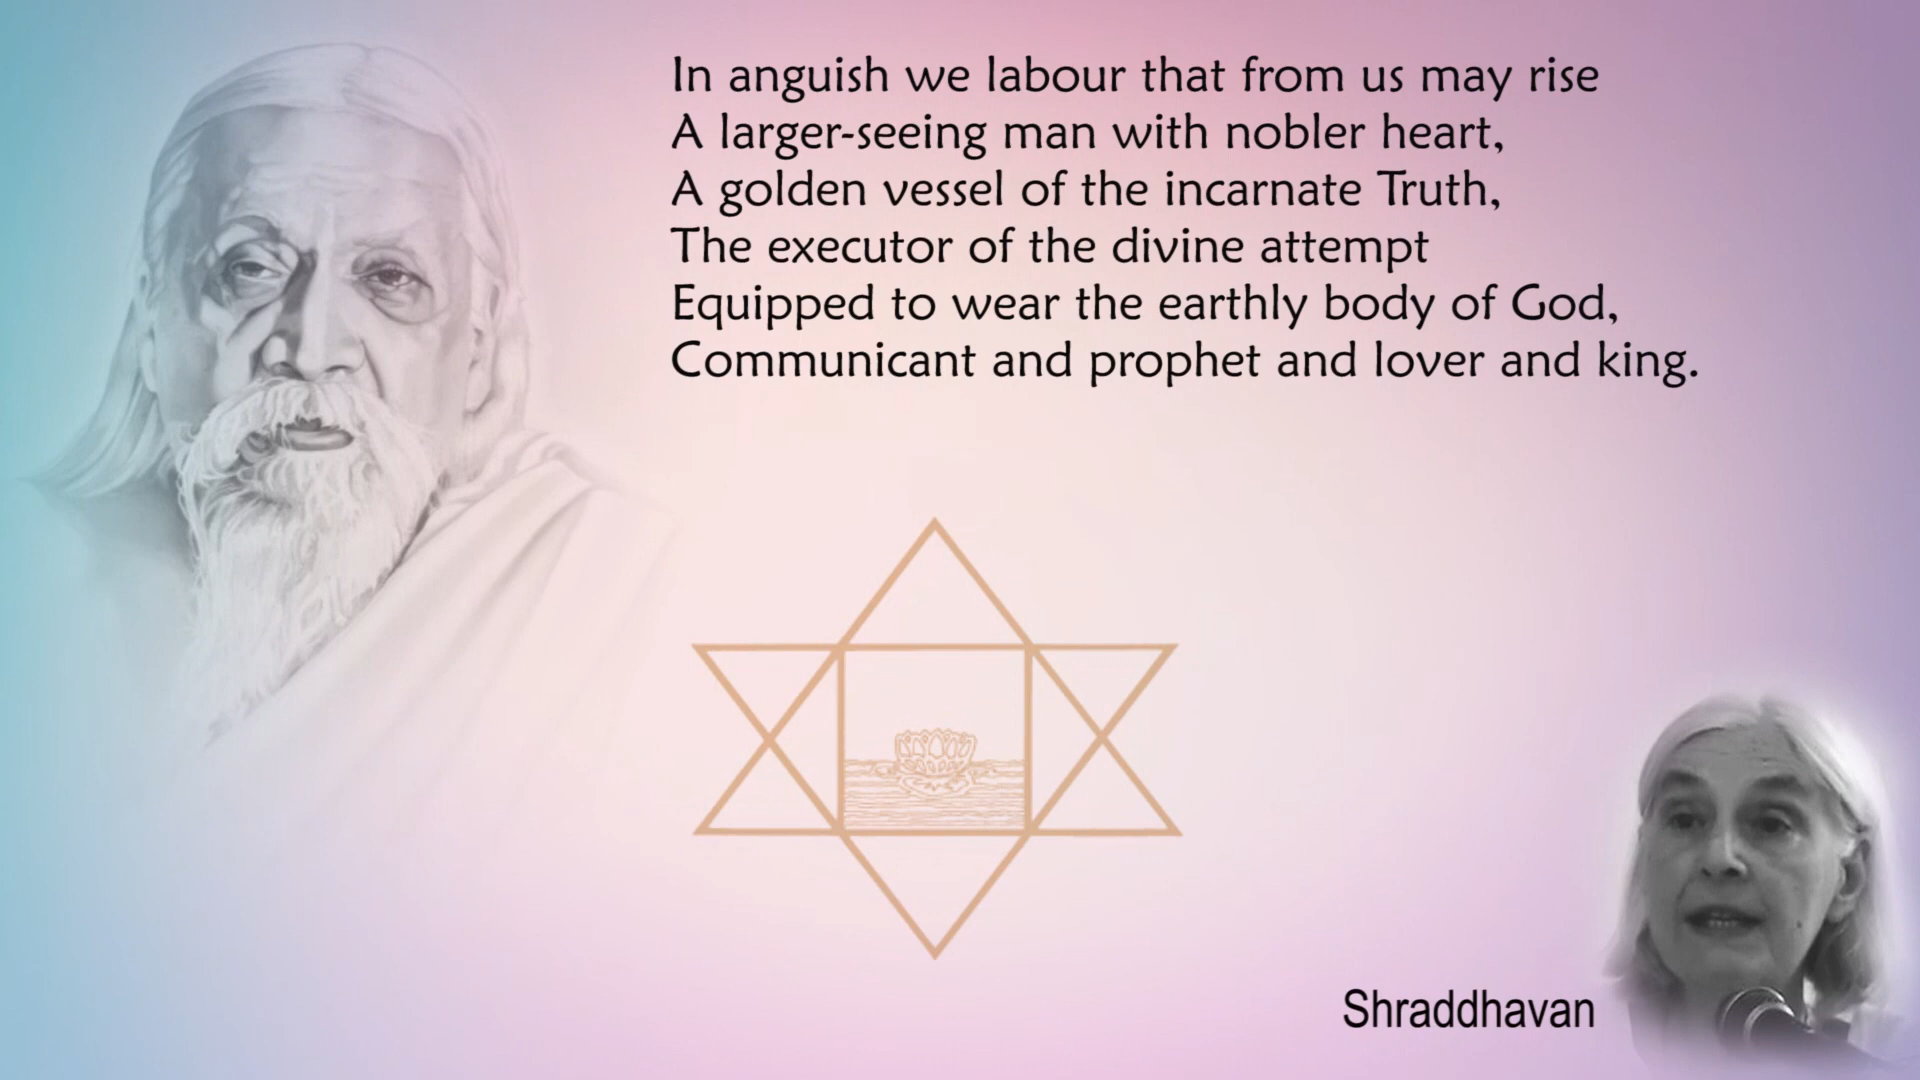 In anguish we labour that from us may rise
A larger-seeing man with nobler heart,
A golden vessel of the incarnate Truth,
The executor of the divine attempt
Equipped to wear the earthly body of God,
Communicant and prophet and lover and king.
Shraddhavan